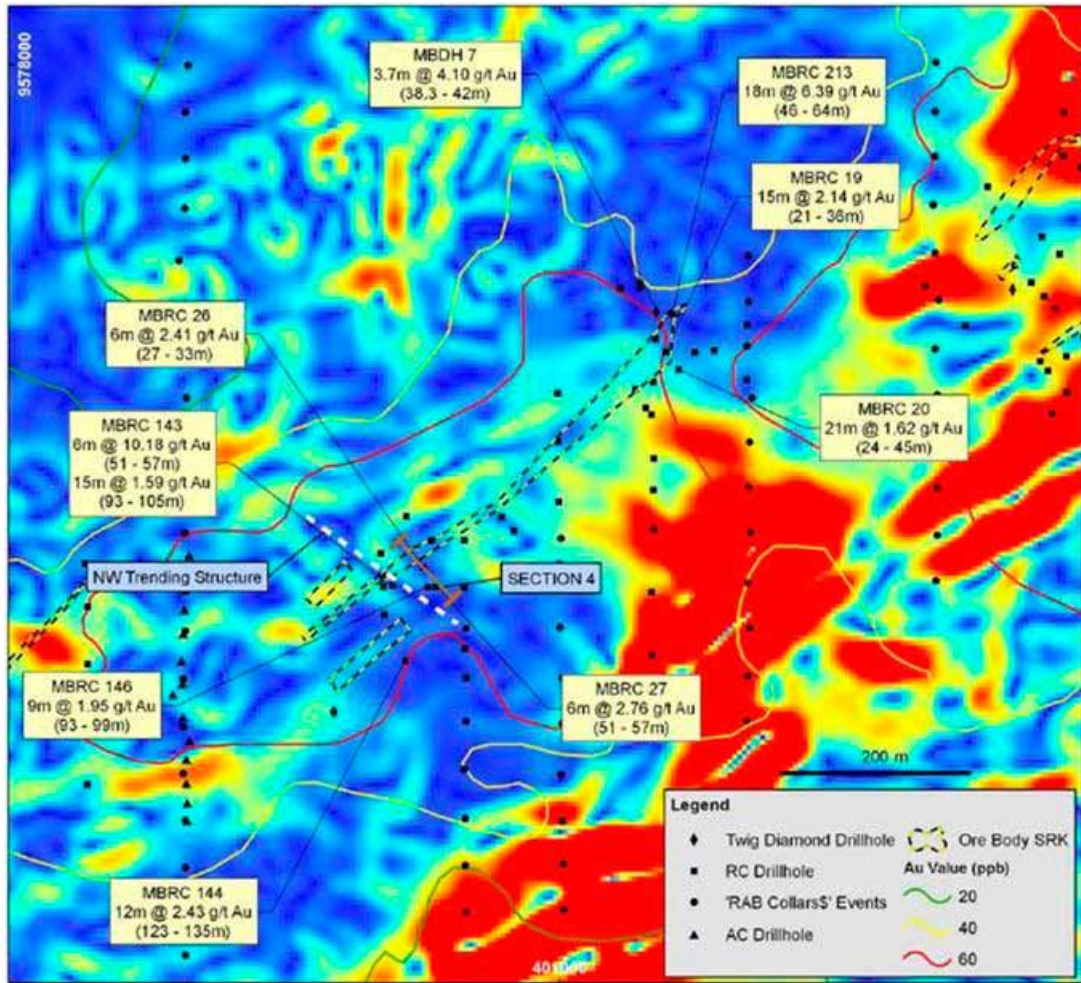 9578000
MBDH 7
3.7m @ 4.10 g/t Au
(38.3 - 42m)
MBRC 213
18m @ 6.39 g/t Au
(46 - 64m)
MBRC 19
15m @ 2.14 g/t Au
(21 - 36m)
MBRC 26
6m @ 2.41 g/t Au
(27 - 33m)
MBRC 143
6m @ 10.18 g/t Au
(51 - 57m)
15m @ 1.59 g/t Au
(93 - 105m)
MBRC 20
21m @ 1.62 g/t Au
(24 - 45m)
NW Trending Structure
SECTION 4
MBRC 146
9m @ 1.95 g/t Au
(93 - 99m)
MBRC 27
6m @ 2.76 g/t Au
(51 - 57m)
200 m
MBRC 144
12m @ 2.43 g/t Au
(123 - 135m)
401000
Legend
Twig Diamond Drillhole
RC Drillhole
'RAB Collars$' Events
AC Drillhole
Ore Body SRK
Au Value (ppb)
20
40
60